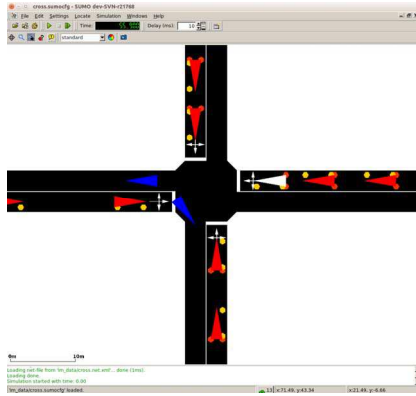 cross.sumocfg - SUMO dev-SVN-r21768
File Edit Settings Locate Simulation Windows Help
Time: Delay (ms): 10
standard
0m 10m
Loading net-file from 'lm_data/cross.net.xml'... done (1ms).
Loading done.
Simulation started with time: 0.00
'lm_data/cross.sumocfg' loaded. 13 x:71.49, y:43.34 x:21.49, y:-6.66